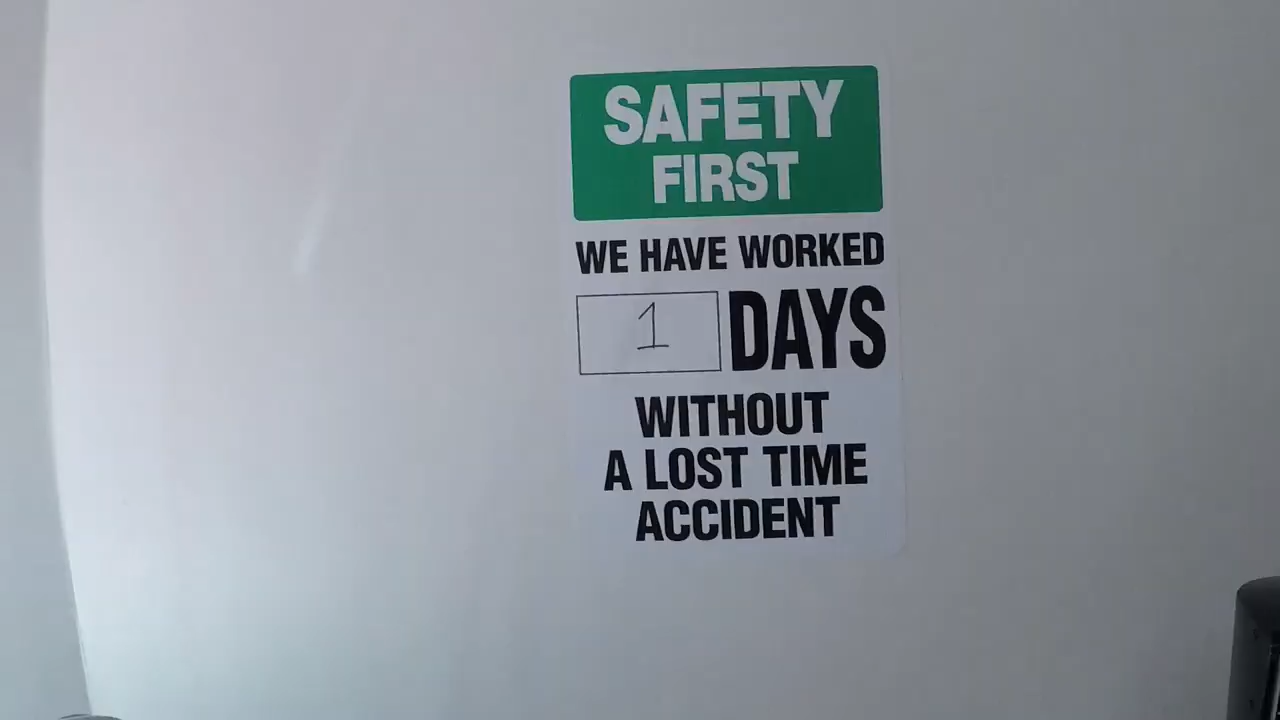 SAFETY
FIRST
WE HAVE WORKED
1 DAYS
WITHOUT
A LOST TIME
ACCIDENT